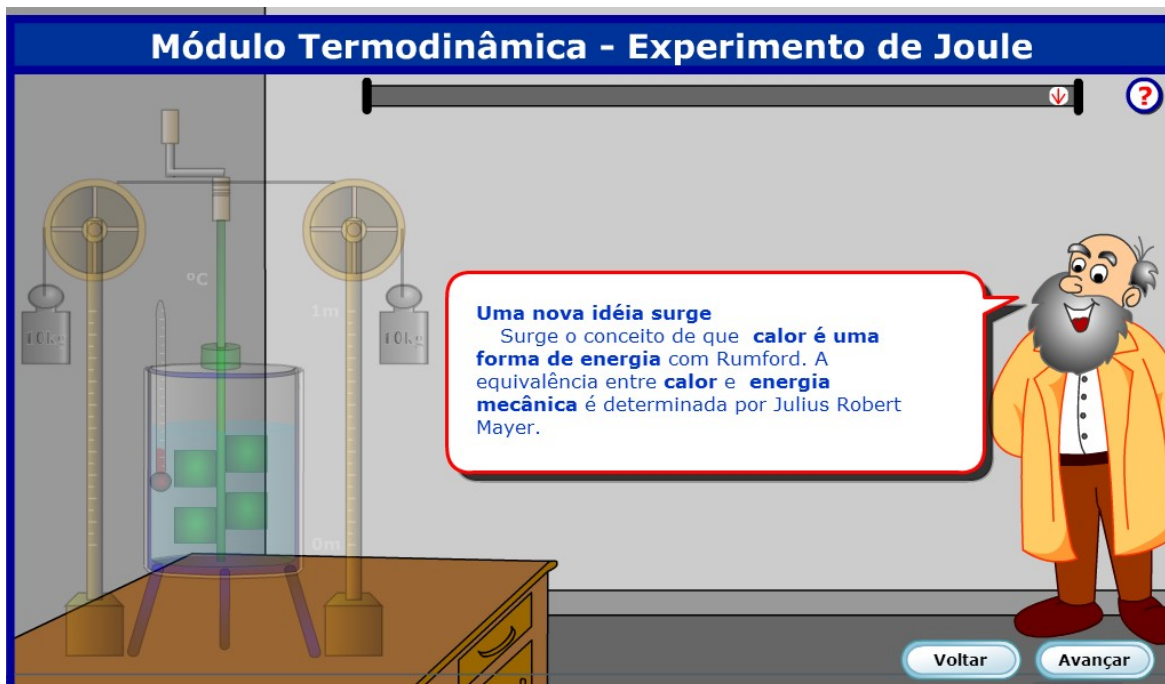 Módulo Termodinâmica - Experimento de Joule
?
ºC
1m
10kg
10kg
0m
Uma nova idéia surge
Surge o conceito de que calor é uma
forma de energia com Rumford. A
equivalência entre calor e energia
mecânica é determinada por Julius Robert
Mayer.
Voltar
Avançar